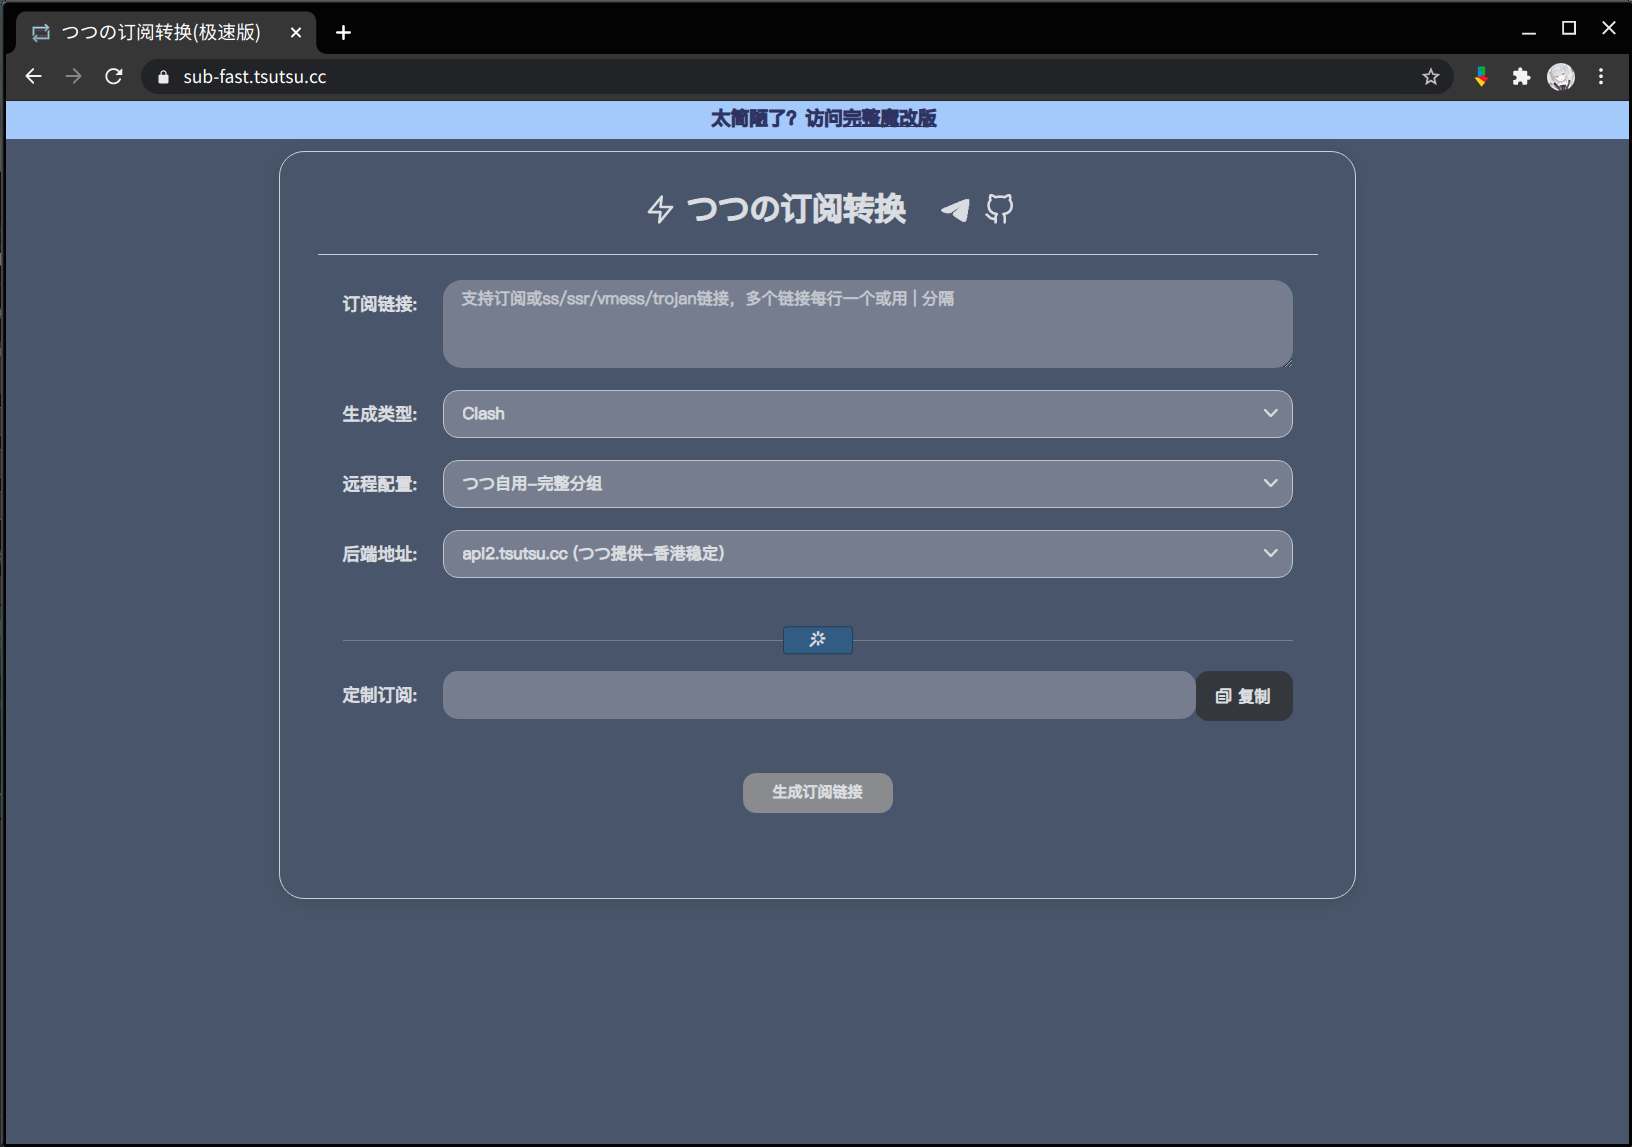 つつの订阅转换(极速版)
sub-fast.tsutsu.cc
太简陋了？访问完整魔改版
つつの订阅转换
订阅链接:
支持订阅或ss/ssr/vmess/trojan链接，多个链接每行一个或用 | 分隔
生成类型:
Clash
远程配置:
つつ自用-完整分组
后端地址:
api2.tsutsu.cc (つつ提供-香港稳定)
定制订阅:
复制
生成订阅链接